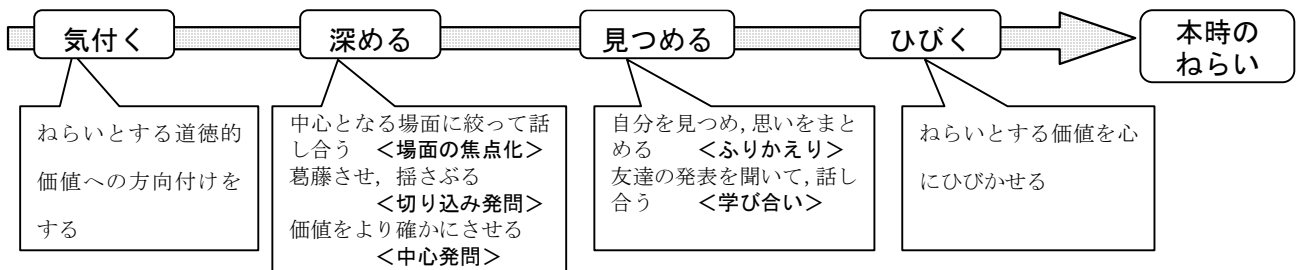 気付く
深める
見つめる
ひびく
本時の
ねらい
ねらいとする道徳的
価値への方向付けを
する
中心となる場面に絞って話
し合う <場面の焦点化>
葛藤させ，揺さぶる
<切り込み発問>
価値をより確かにさせる
<中心発問>
自分を見つめ，思いをまと
める <ふりかえり>
友達の発表を聞いて，話し
合う <学び合い>
ねらいとする価値を心
にひびかせる